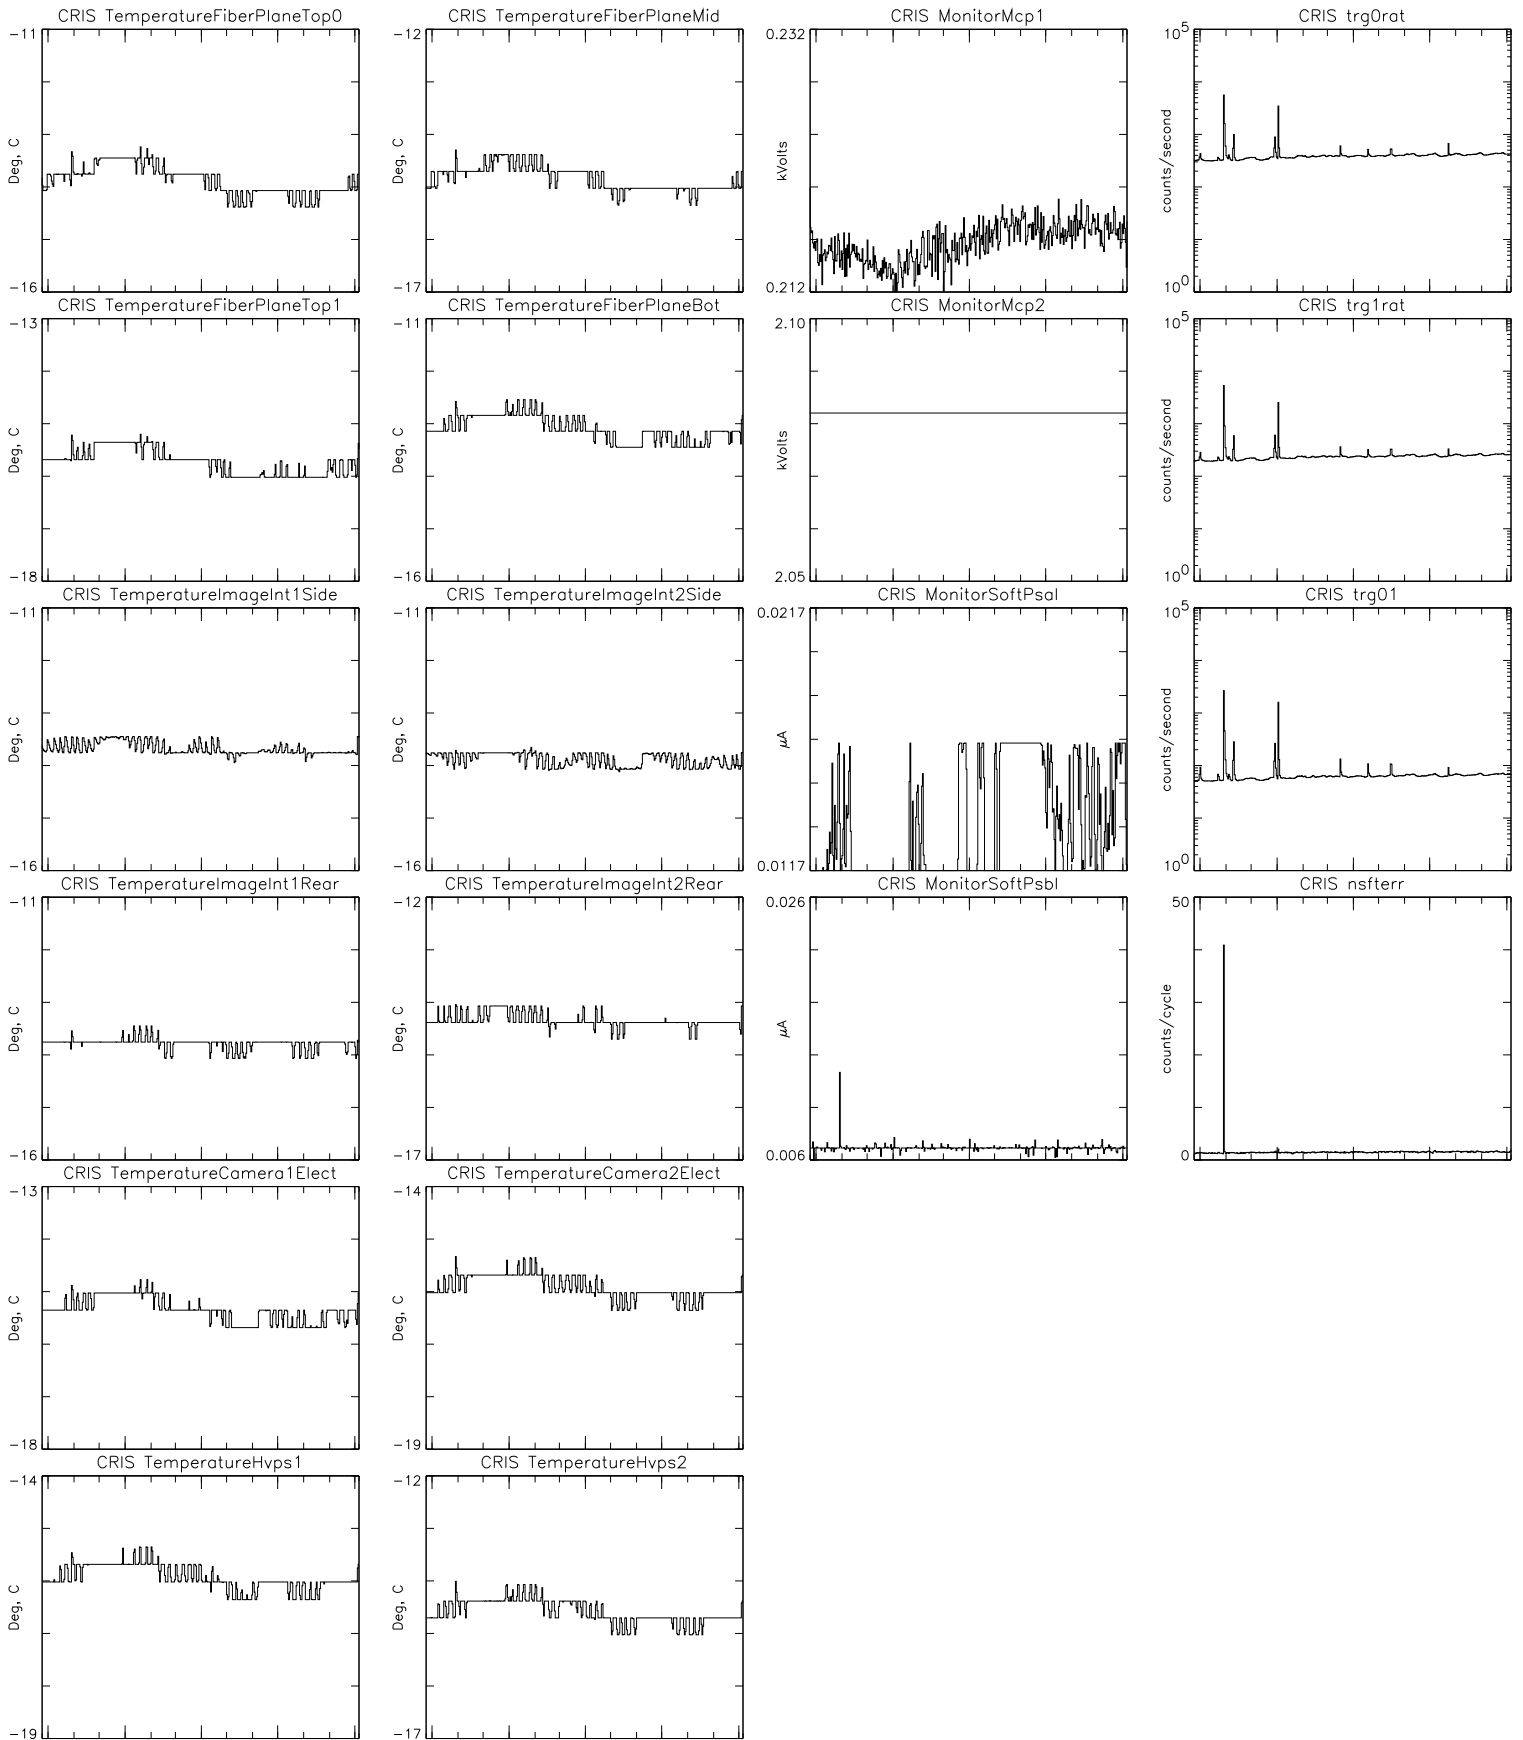 CRIS TemperatureFiberPlaneTop0
-11
Deg, C
-16
CRIS TemperatureFiberPlaneMid
-12
Deg, C
-17
CRIS MonitorMcp1
0.232
kVolts
0.212
CRIS trg0rat
10^5
counts/second
10^0
CRIS TemperatureFiberPlaneTop1
-13
Deg, C
-18
CRIS TemperatureFiberPlaneBot
-11
Deg, C
-16
CRIS MonitorMcp2
2.10
kVolts
2.05
CRIS trg1rat
10^5
counts/second
10^0
CRIS TemperatureImageInt1Side
-11
Deg, C
-16
CRIS TemperatureImageInt2Side
-11
Deg, C
-16
CRIS MonitorSoftPsaI
0.0217
μA
0.0117
CRIS trg01
10^5
counts/second
10^0
CRIS TemperatureImageInt1Rear
-11
Deg, C
-16
CRIS TemperatureImageInt2Rear
-12
Deg, C
-17
CRIS MonitorSoftPsbI
0.026
μA
0.006
CRIS nsfterr
50
counts/cycle
0
CRIS TemperatureCamera1Elect
-13
Deg, C
-18
CRIS TemperatureCamera2Elect
-14
Deg, C
-19
CRIS TemperatureHvps1
-14
Deg, C
-19
CRIS TemperatureHvps2
-12
Deg, C
-17